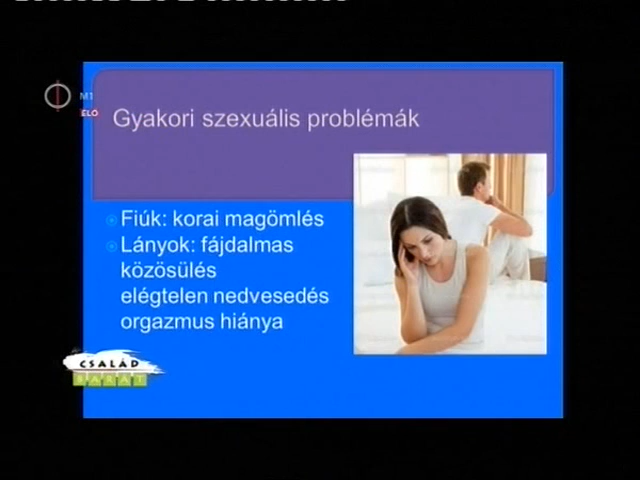 M1
ÉLŐ
Gyakori szexuális problémák
Fiúk: korai magömlés
Lányok: fájdalmas
közösülés
elégtelen nedvesedés
orgazmus hiánya
CSALÁD
BARÁT